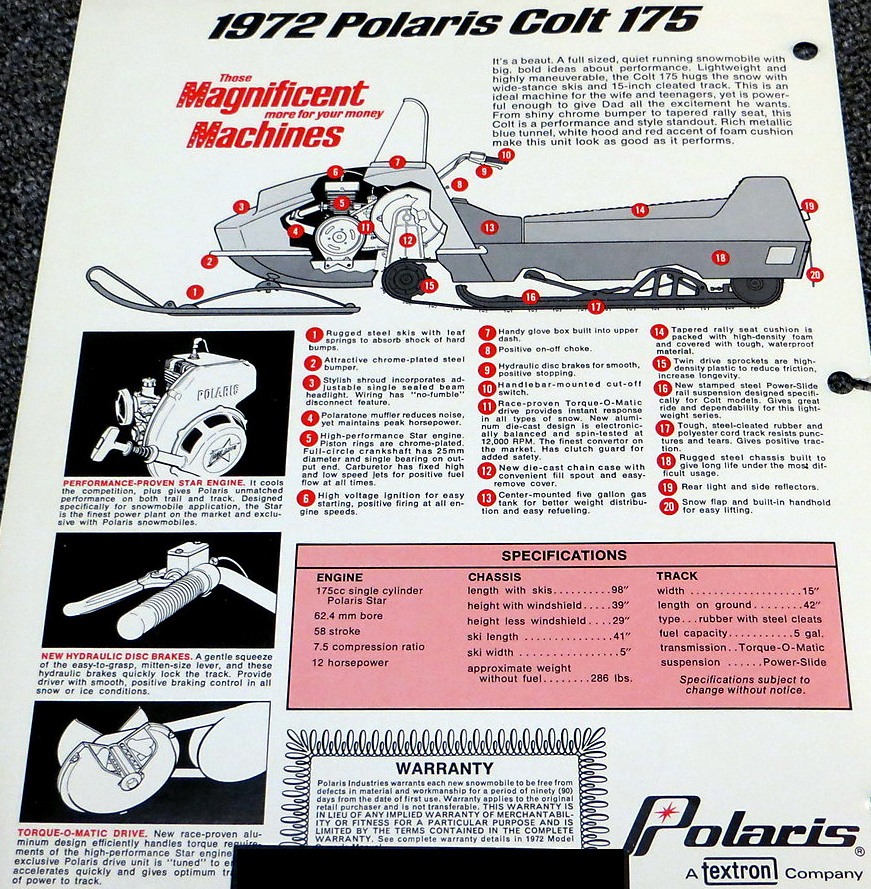 1972 Polaris Colt 175
It's a beaut. A full sized, quiet running snowmobile with
big, bold ideas about performance. Lightweight and
highly maneuverable, the Colt 175 hugs the snow with
wide-stance skis and 15-inch cleated track. This is an
ideal machine for the wife and teenagers, yet is power-
ful enough to give Dad all the excitement he wants.
From shiny chrome bumper to tapered rally seat, this
Colt is a performance and style standout. Rich metallic
blue tunnel, white hood and red accent of foam cushion
make this unit look as good as it performs.
Those
Magnificent
more for your money
Machines
10
6
7
9
8
3
5
14
19
4
11
12
13
2
18
20
1
15
16
17
POLARIS
PERFORMANCE-PROVEN STAR ENGINE. It cools
the competition, plus gives Polaris unmatched
performance on both trail and track. Designed
specifically for snowmobile application, the Star
is the finest power plant on the market and exclu-
sive with Polaris snowmobiles.
1 Rugged steel skis with leaf
springs to absorb shock of hard
bumps.
2 Attractive chrome-plated steel
bumper.
3 Stylish shroud incorporates ad-
justable single sealed beam
headlight. Wiring has "no-fumble"
disconnect feature.
4 Polaratone muffler reduces noise,
yet maintains peak horsepower.
5 High-performance Star engine.
Piston rings are chrome-plated.
Full-circle crankshaft has 25mm
diameter and single bearing on out-
put end. Carburetor has fixed high
and low speed jets for positive fuel
flow at all times.
6 High voltage ignition for easy
starting, positive firing at all en-
gine speeds.
7 Handy glove box built into upper
dash.
8 Positive on-off choke.
9 Hydraulic disc brakes for smooth,
positive stopping.
10 Handlebar-mounted cut-off
switch.
11 Race-proven Torque-O-Matic
drive provides instant response
in all types of snow. New alumi-
num die-cast design is electronic-
ally balanced and spin-tested at
12,000 RPM. The finest convertor on
the market. Has clutch guard for
added safety.
12 New die-cast chain case with
convenient fill spout and easy-
remove cover.
13 Center-mounted five gallon gas
tank for better weight distribu-
tion and easy refueling.
14 Tapered rally seat cushion is
packed with high-density foam
and covered with tough, waterproof
material.
15 Twin drive sprockets are high-
density plastic to reduce friction,
increase longevity.
16 New stamped steel Power-Slide
rail suspension designed specifi-
cally for Colt models. Gives great
ride and dependability for this light-
weight series.
17 Tough, steel-cleated rubber and
polyester cord track resists punc-
tures and tears. Gives positive trac-
tion.
18 Rugged steel chassis built to
give long life under the most dif-
ficult usage.
19 Rear light and side reflectors.
20 Snow flap and built-in handhold
for easy lifting.
NEW HYDRAULIC DISC BRAKES. A gentle squeeze
of the easy-to-grasp, mitten-size lever, and these
hydraulic brakes quickly lock the track. Provide
driver with smooth, positive braking control in all
snow or ice conditions.
SPECIFICATIONS
ENGINE
175cc single cylinder
Polaris Star
62.4 mm bore
58 stroke
7.5 compression ratio
12 horsepower
CHASSIS
length with skis..........98"
height with windshield.....39"
height less windshield....29"
ski length ...............41"
ski width .................5"
approximate weight
without fuel........286 lbs.
TRACK
width ....................15"
length on ground ........42"
type...rubber with steel cleats
fuel capacity...........5 gal.
transmission..Torque-O-Matic
suspension ......Power-Slide
Specifications subject to
change without notice.
TORQUE-O-MATIC DRIVE. New race-proven alu-
minum design efficiently handles torque require-
ments of the high-performance Star engine
exclusive Polaris drive unit is "tuned" to
accelerates quickly and gives optimum
of power to track.
WARRANTY
Polaris Industries warrants each new snowmobile to be free from
defects in material and workmanship for a period of ninety (90)
days from the date of first use. Warranty applies to the original
retail purchaser and is not transferable. THIS WARRANTY IS
IN LIEU OF ANY IMPLIED WARRANTY OF MERCHANTABIL-
ITY OR FITNESS FOR A PARTICULAR PURPOSE AND IS
LIMITED BY THE TERMS CONTAINED IN THE COMPLETE
WARRANTY. See complete warranty details in 1972 Model
Polaris®
A textron Company